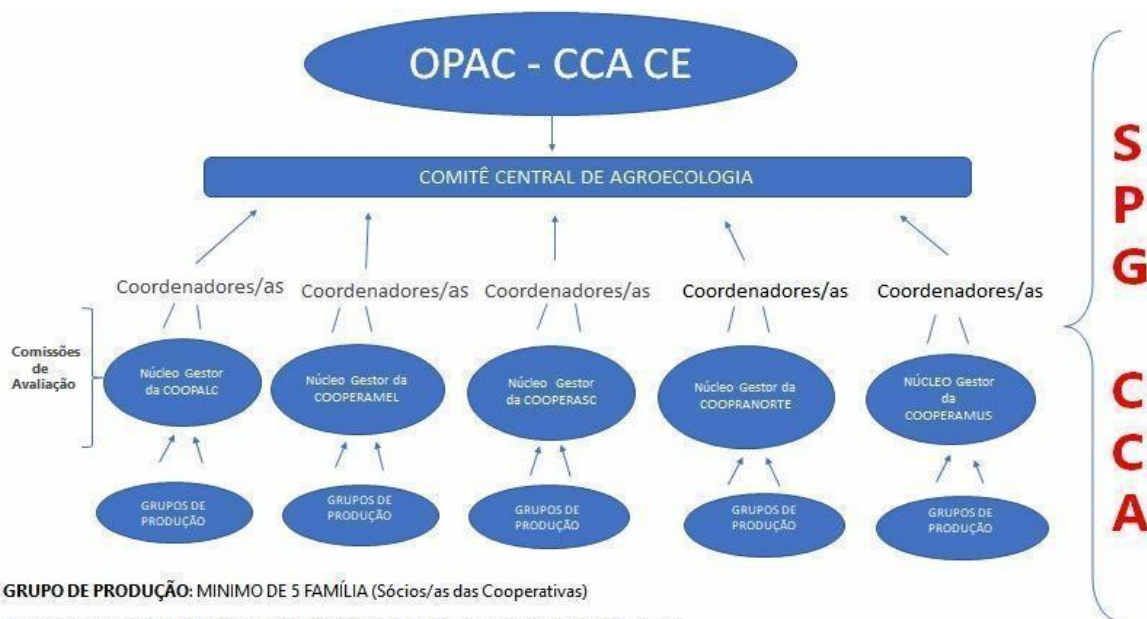 OPAC - CCA CE
COMITÊ CENTRAL DE AGROECOLOGIA
Coordenadores/as
Coordenadores/as
Coordenadores/as
Coordenadores/as
Coordenadores/as
Comissões
de
Avaliação
Núcleo Gestor
da COOPALC
Núcleo Gestor da
COOPERAMEL
Núcleo Gestor
da COOPERASC
Núcleo Gestor da
COOPRANORTE
NÚCLEO Gestor
da
COOPERAMUS
GRUPOS DE
PRODUÇÃO
GRUPOS DE
PRODUÇÃO
GRUPOS DE
PRODUÇÃO
GRUPOS DE
PRODUÇÃO
GRUPOS DE
PRODUÇÃO
S
P
G
C
C
A
GRUPO DE PRODUÇÃO: MINIMO DE 5 FAMÍLIA (Sócios/as das Cooperativas)